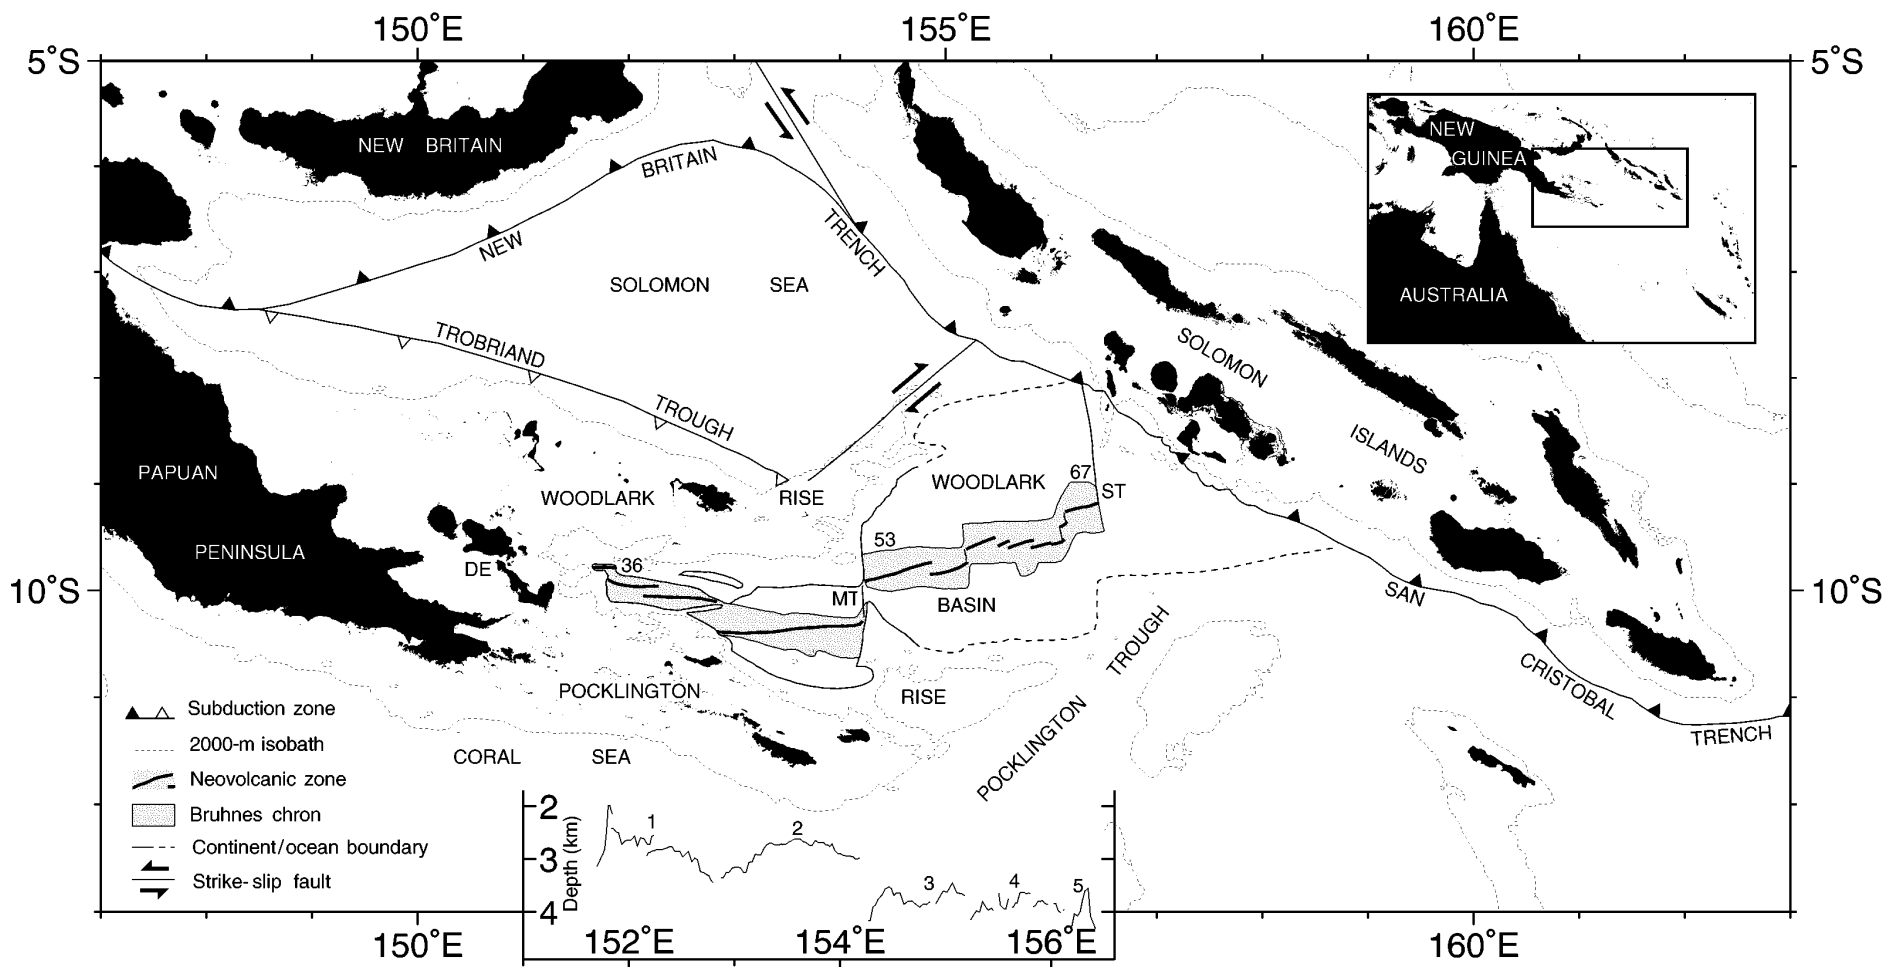 150°E 155°E 160°E
5°S 5°S
NEW BRITAIN
NEW
GUINEA
AUSTRALIA
NEW BRITAIN TRENCH
SOLOMON SEA
TROBRIAND TROUGH
SOLOMON ISLANDS
PAPUAN
PENINSULA
WOODLARK RISE
WOODLARK
BASIN
67
ST
53
36
DE
MT
10°S 10°S
SAN CRISTOBAL TRENCH
POCKLINGTON RISE
POCKLINGTON TROUGH
CORAL SEA
Subduction zone
2000-m isobath
Neovolcanic zone
Bruhnes chron
Continent/ocean boundary
Strike-slip fault
2
3
4
Depth (km)
1 2 3 4 5
150°E 152°E 154°E 156°E 160°E